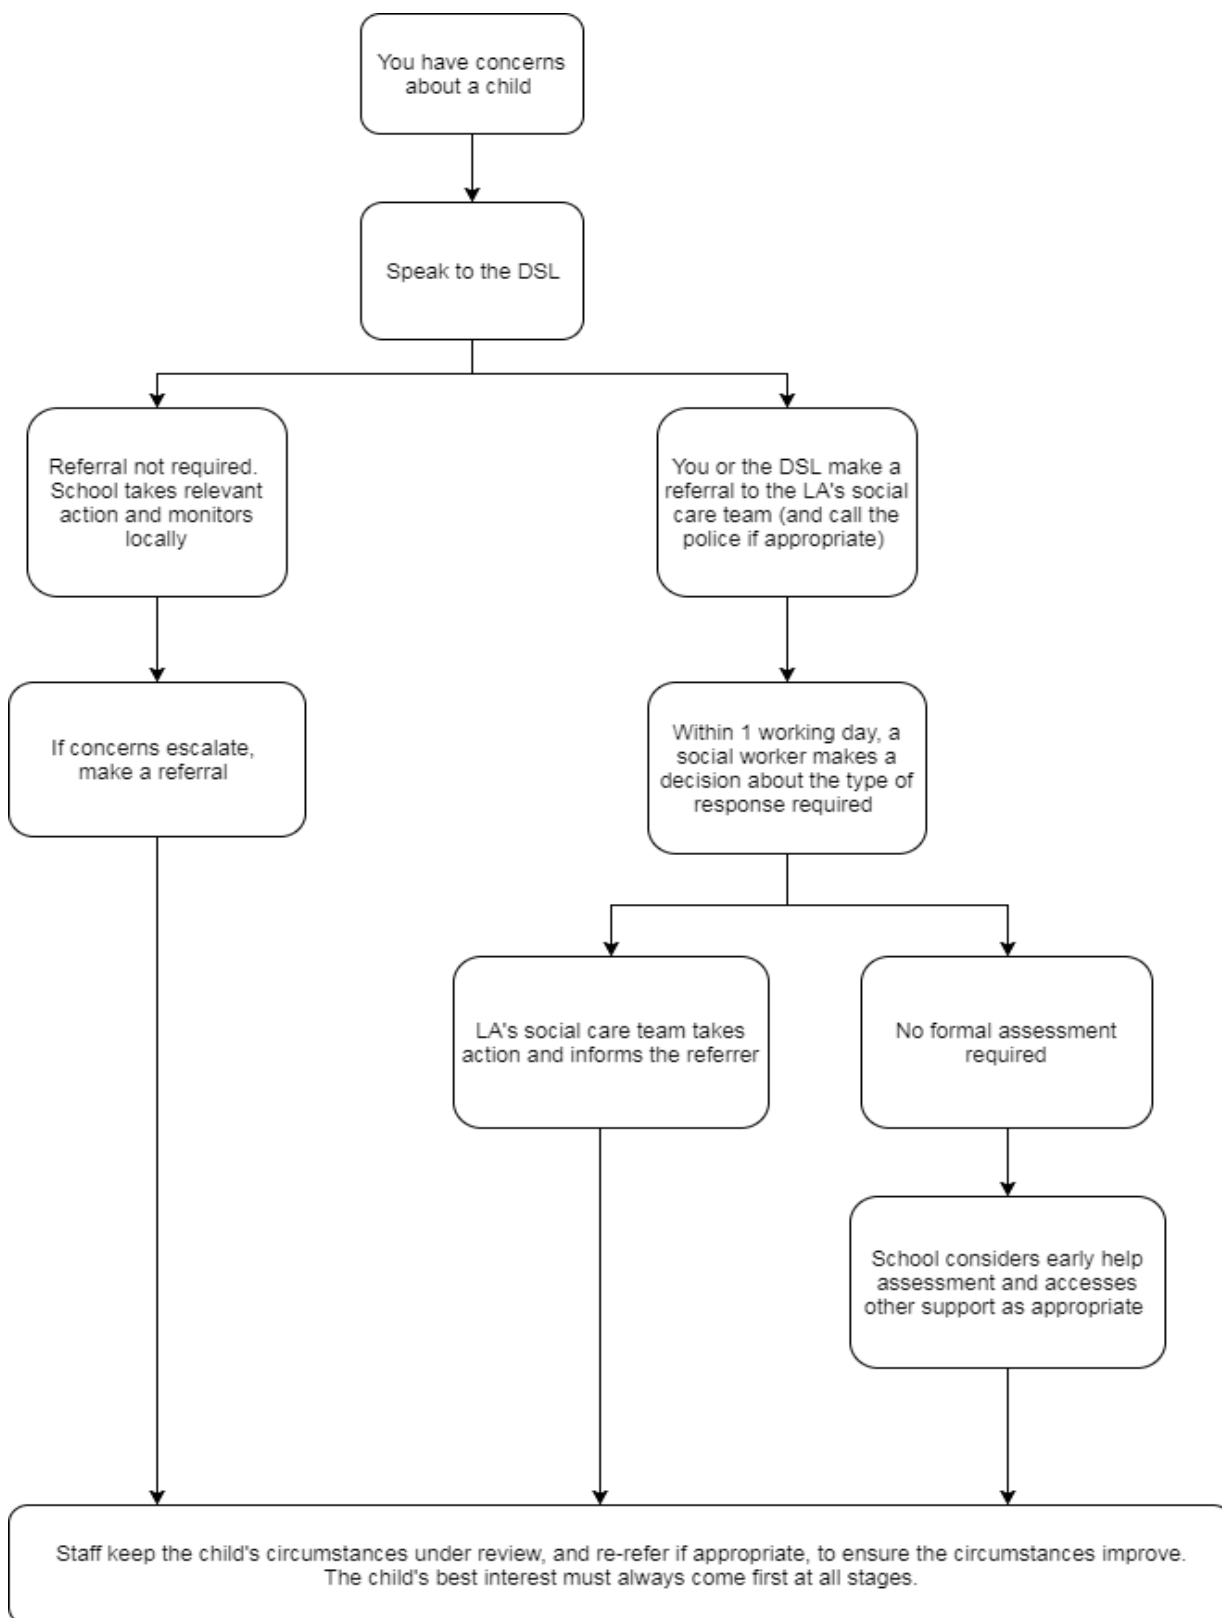 You have concerns
about a child
Speak to the DSL
Referral not required.
School takes relevant
action and monitors
locally
You or the DSL make a
referral to the LA's social
care team (and call the
police if appropriate)
If concerns escalate,
make a referral
Within 1 working day, a
social worker makes a
decision about the type of
response required
LA's social care team takes
action and informs the referrer
No formal assessment
required
School considers early help
assessment and accesses
other support as appropriate
Staff keep the child's circumstances under review, and re-refer if appropriate, to ensure the circumstances improve.
The child's best interest must always come first at all stages.